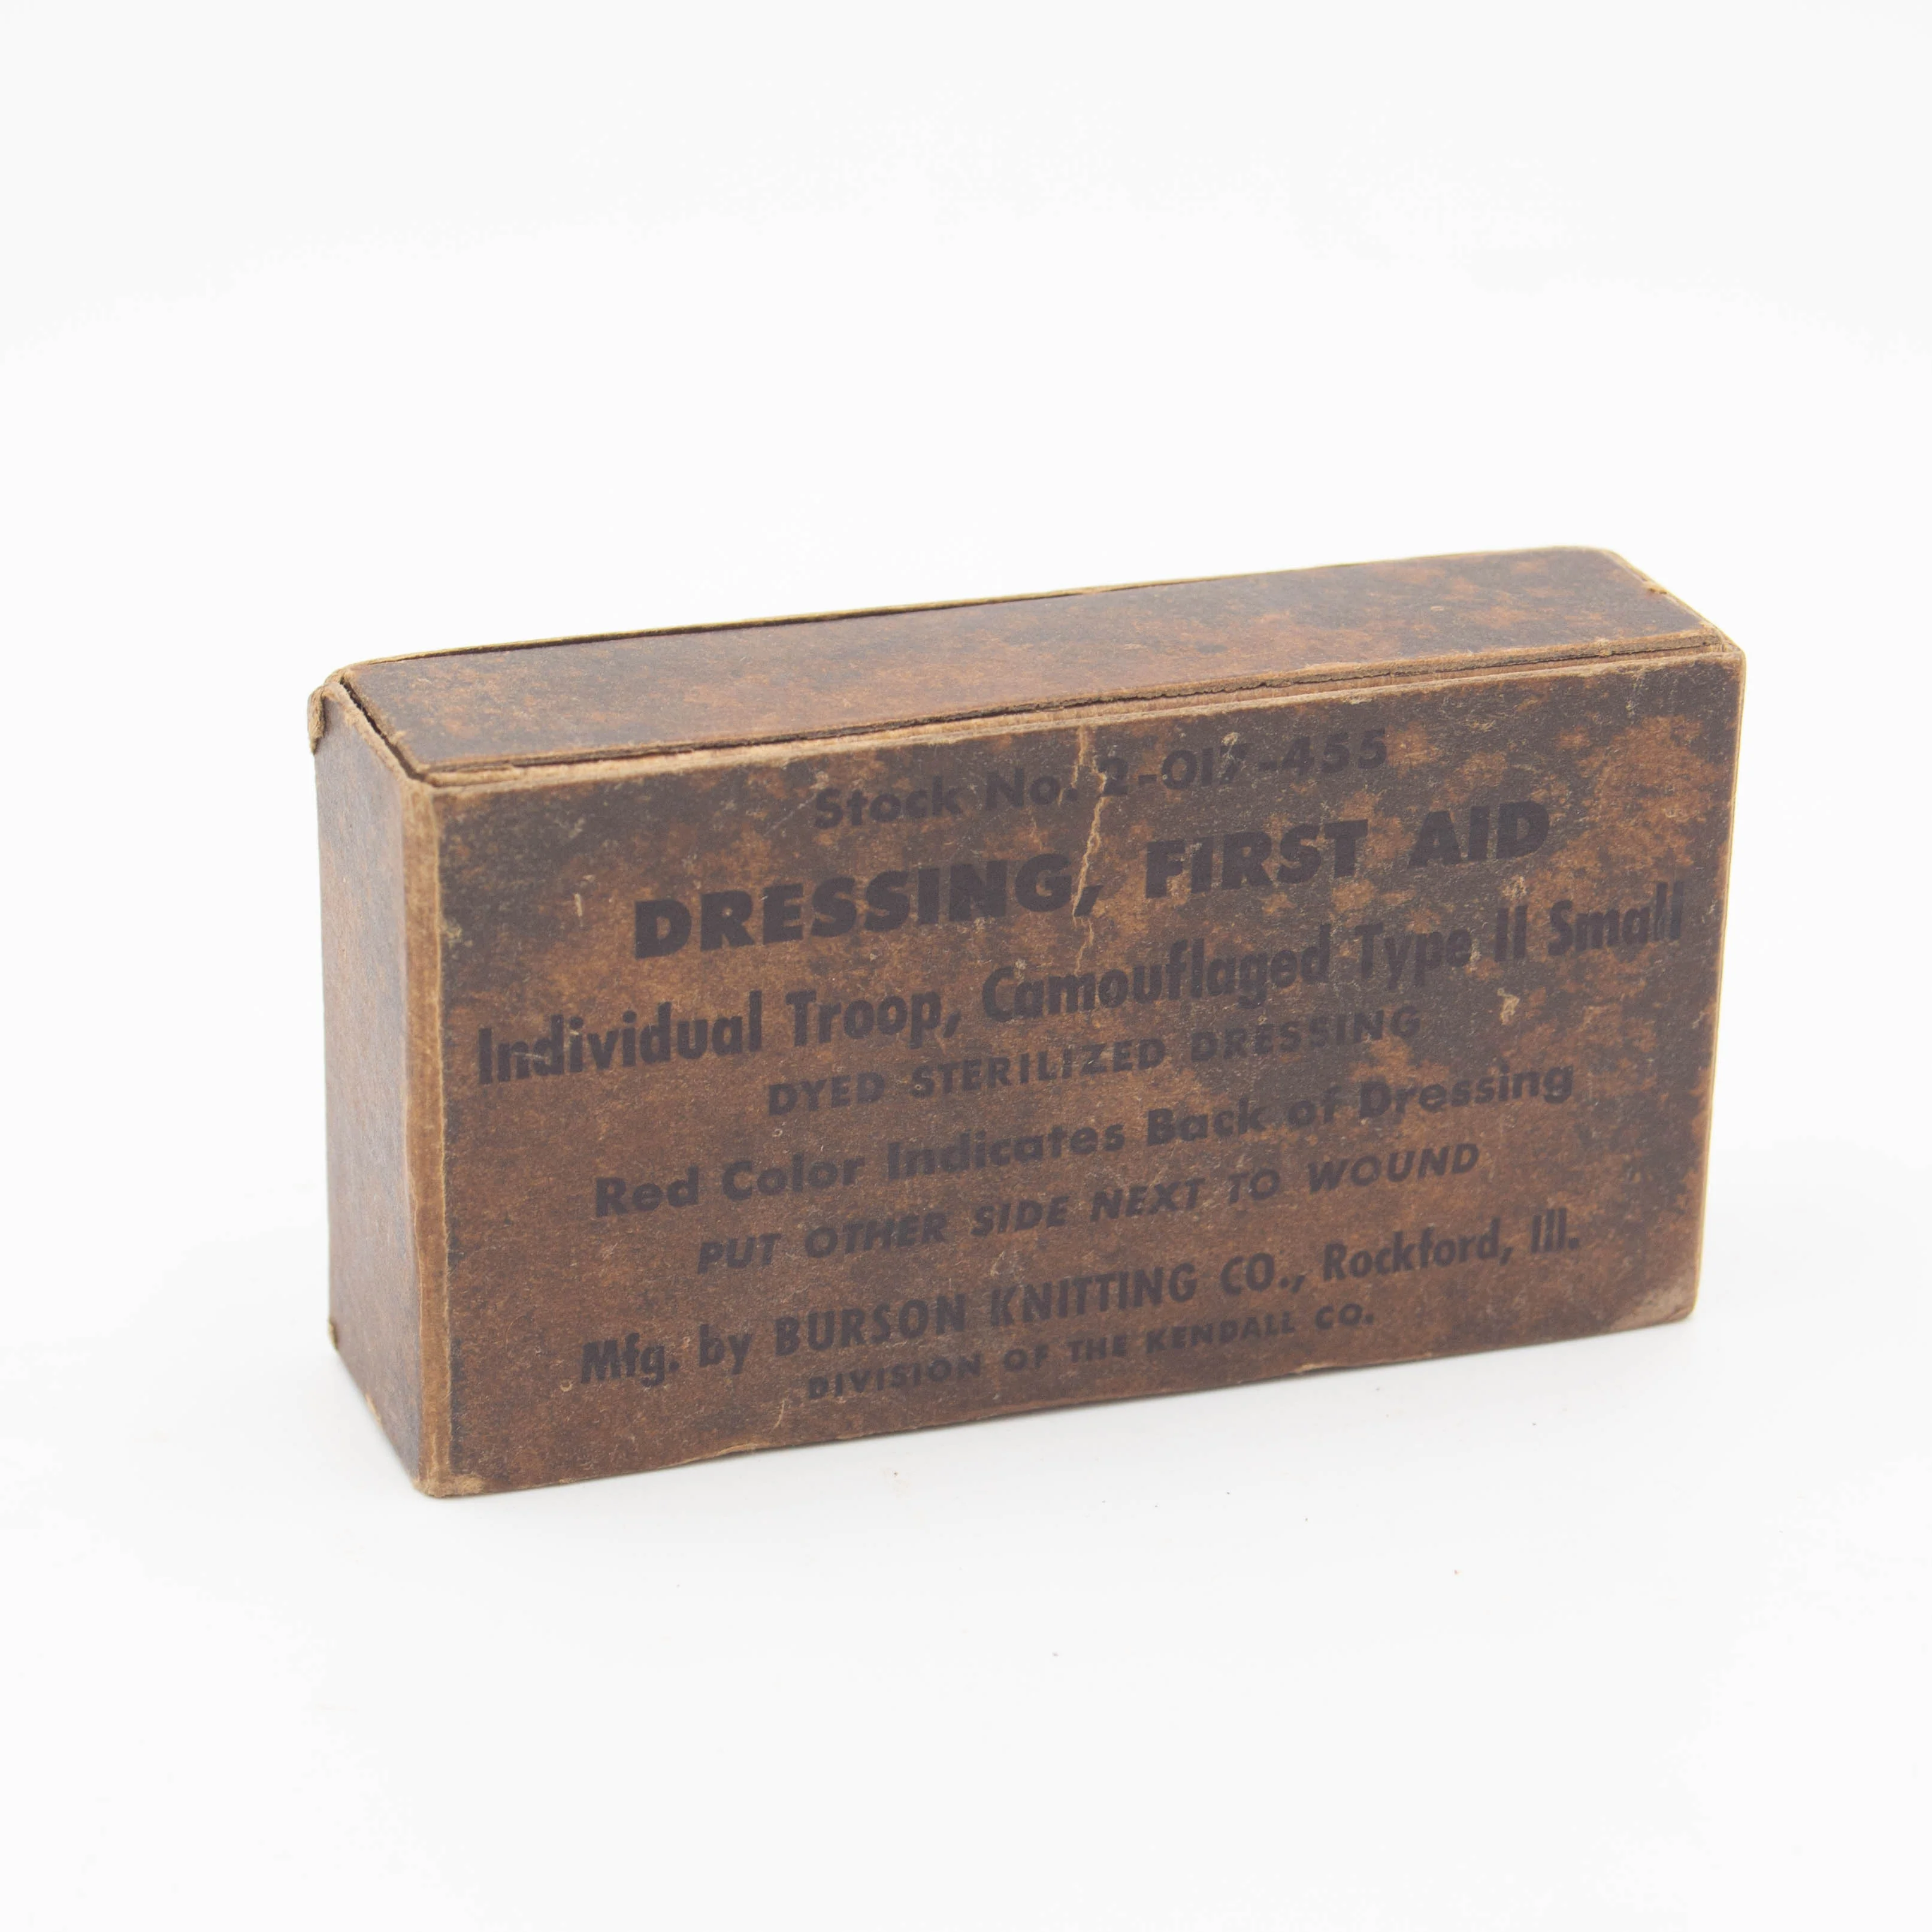 Stock No. 2-017-455
DRESSING, FIRST AID
Individual Troop, Camouflaged Type II Small
DYED STERILIZED DRESSING
Red Color Indicates Back of Dressing
PUT OTHER SIDE NEXT TO WOUND
Mfg. by BURSON KNITTING CO., Rockford, Ill.
DIVISION OF THE KENDALL CO.